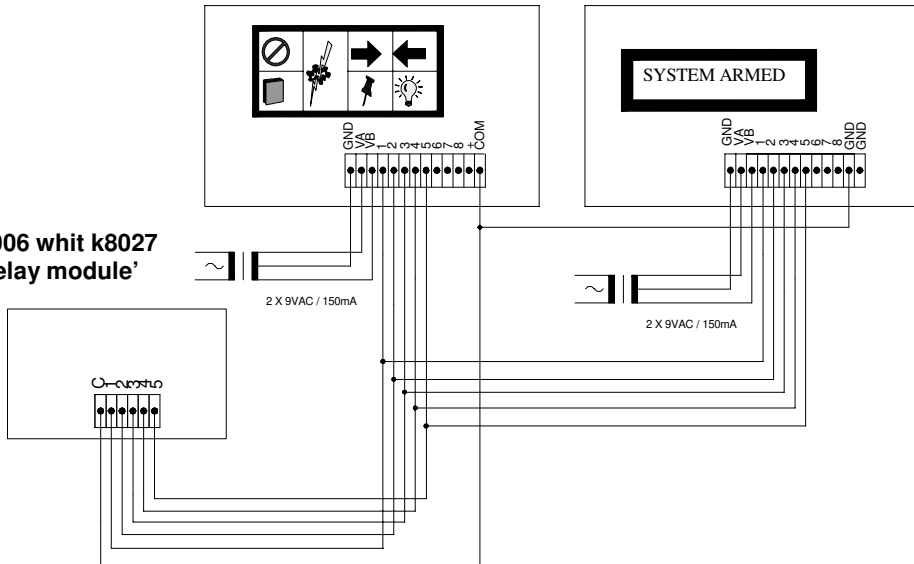 SYSTEM ARMED
GND VA VB 1 2 3 4 5 6 7 8 + COM
GND VA VB 1 2 3 4 5 6 7 8 GND GND
06 whit k8027
elay module’
2 X 9VAC / 150mA
2 X 9VAC / 150mA
C 1 2 3 4 5